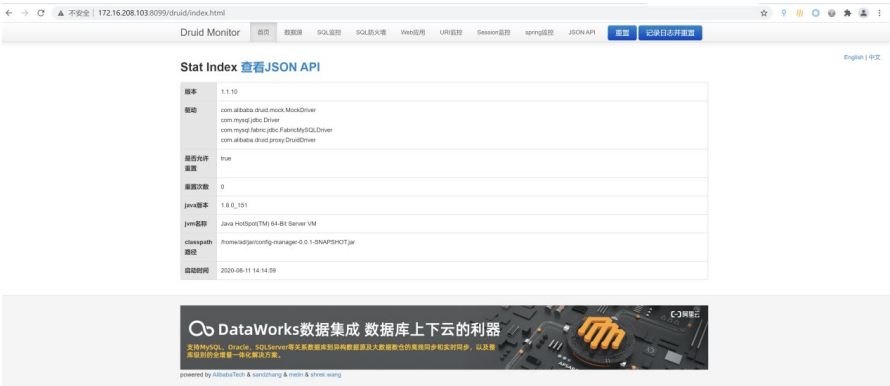 不安全 | 172.16.208.103:8099/druid/index.html
Druid Monitor 首页 数据源 SQL监控 SQL防火墙 Web应用 URI监控 Session监控 spring监控 JSON API 重置 记录日志并重置
English | 中文
Stat Index 查看JSON API
版本 1.1.10
驱动 com.alibaba.druid.mock.MockDriver
com.mysql.jdbc.Driver
com.mysql.fabric.jdbc.FabricMySQLDriver
com.alibaba.druid.proxy.DruidDriver
是否允许 true
重置
重置次数 0
java版本 1.8.0_151
jvm名称 Java HotSpot(TM) 64-Bit Server VM
classpath /home/ad/jar/config-manager-0.0.1-SNAPSHOT.jar
路径
启动时间 2020-08-11 14:14:59
DataWorks数据集成 数据库上下云的利器
支持MySQL、Oracle、SQLServer等关系数据库到异构数据源及大数据数仓的离线同步和实时同步，以及整
库级别的全增量一体化解决方案。
阿里云
powered by AlibabaTech & sandzhang & melin & shrek.wang